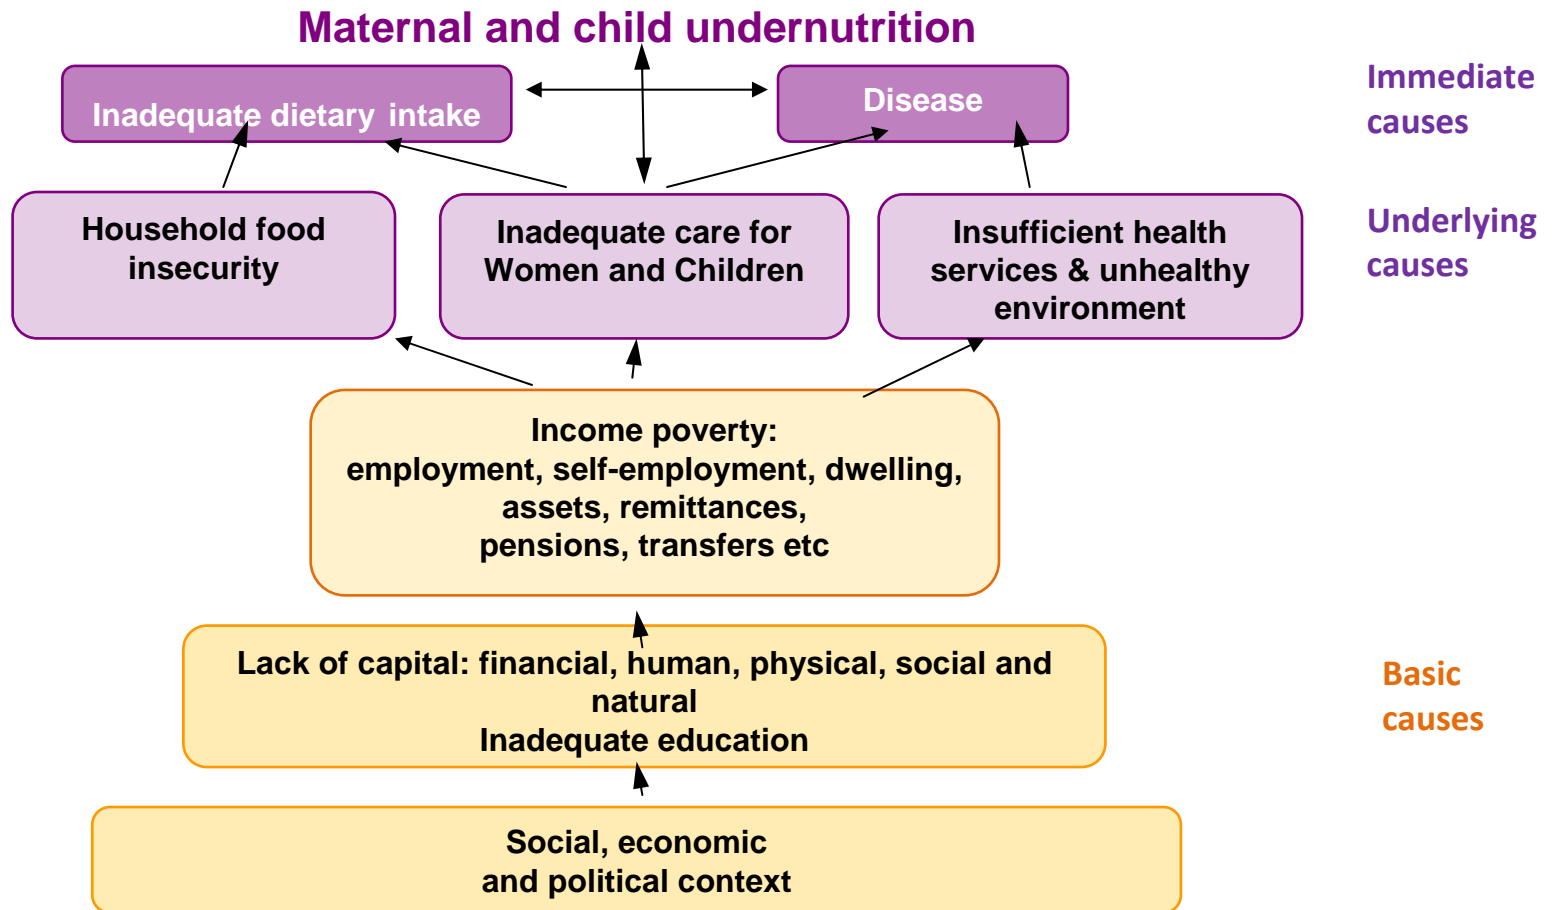 Maternal and child undernutrition
Inadequate dietary intake
Disease
Immediate
causes
Household food
insecurity
Inadequate care for
Women and Children
Insufficient health
services & unhealthy
environment
Underlying
causes
Income poverty:
employment, self-employment, dwelling,
assets, remittances,
pensions, transfers etc
Lack of capital: financial, human, physical, social and
natural
Inadequate education
Basic
causes
Social, economic
and political context